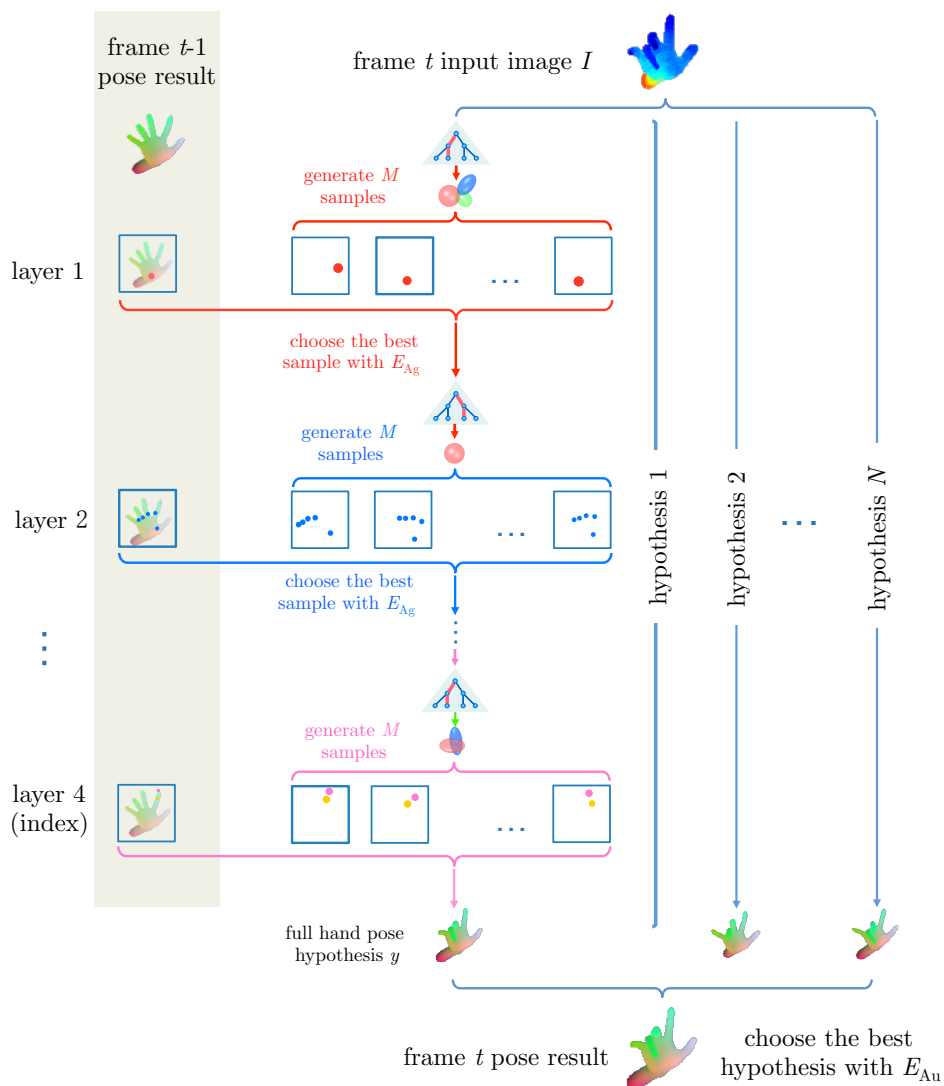 frame t-1
pose result
frame t input image I
generate M
samples
layer 1
...
choose the best
sample with E_Ag
generate M
samples
layer 2
...
choose the best
sample with E_Ag
hypothesis 1
hypothesis 2
...
hypothesis N
generate M
samples
layer 4
(index)
...
full hand pose
hypothesis y
frame t pose result
choose the best
hypothesis with E_Au